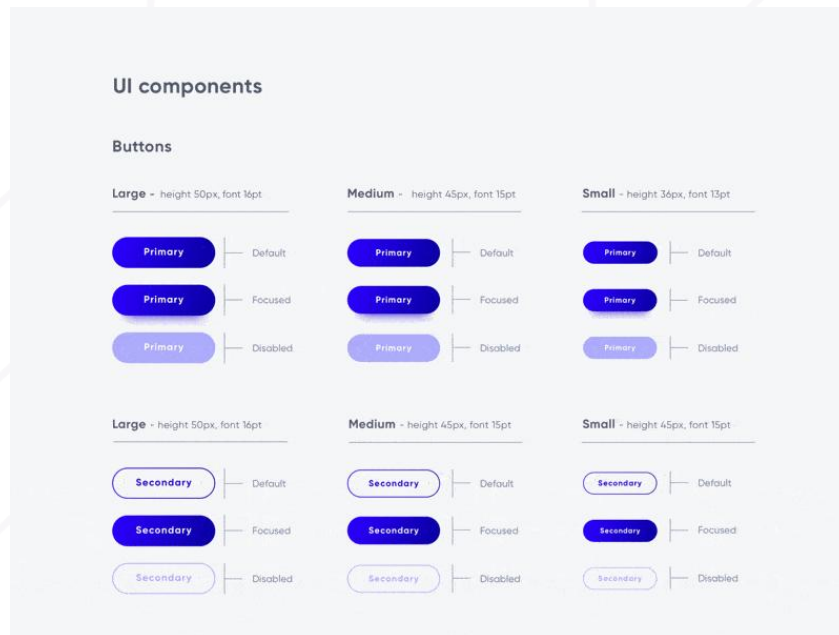 UI components
Buttons
Large - height 50px, font 16pt
Medium - height 45px, font 15pt
Small - height 36px, font 13pt
Primary Default
Primary Default
Primary Default
Primary Focused
Primary Focused
Primary Focused
Primary Disabled
Primary Disabled
Primary Disabled
Large - height 50px, font 16pt
Medium - height 45px, font 15pt
Small - height 45px, font 15pt
Secondary Default
Secondary Default
Secondary Default
Secondary Focused
Secondary Focused
Secondary Focused
Secondary Disabled
Secondary Disabled
Secondary Disabled